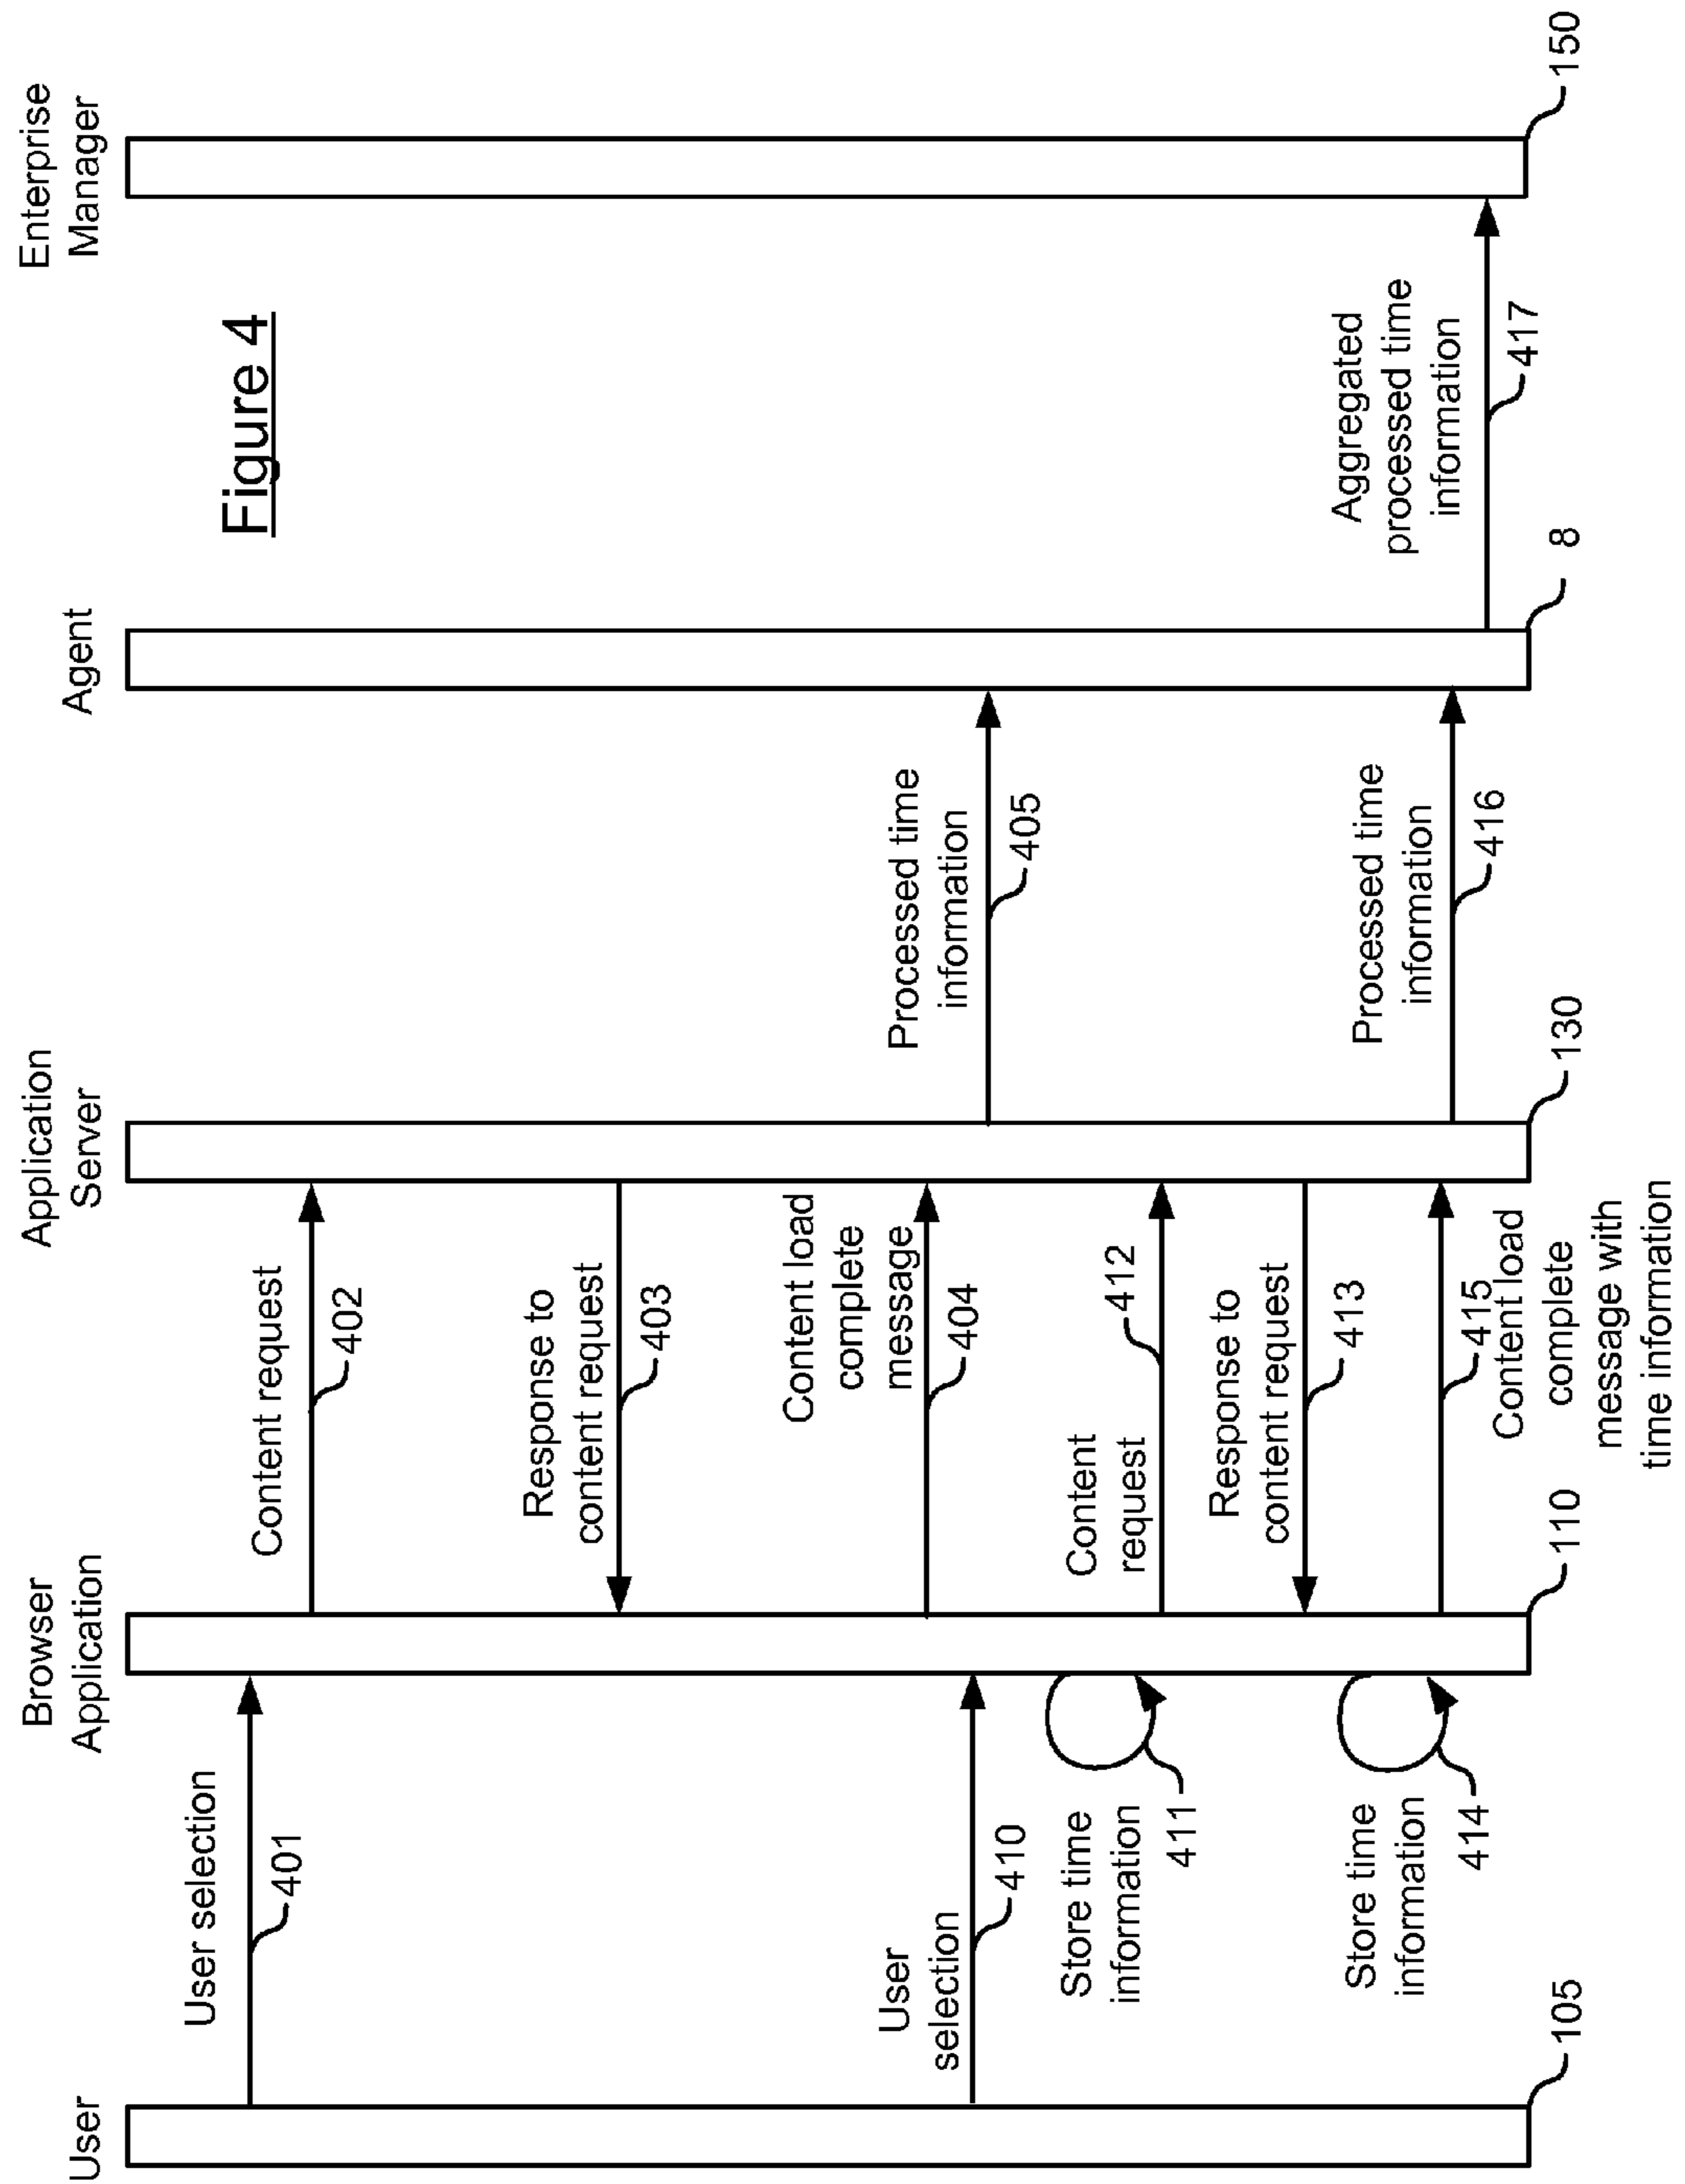 Figure 4
User
Browser
Application
Application
Server
Agent
Enterprise
Manager
User selection
401
Content request
402
Response to
content request
403
Content load
complete
message
404
Processed time
information
405
User
selection
410
Store time
information
411
Content
request
412
Response to
content request
413
Store time
information
414
415
Content load
complete
message with
time information
Processed time
information
416
Aggregated
processed time
information
417
105
110
130
8
150